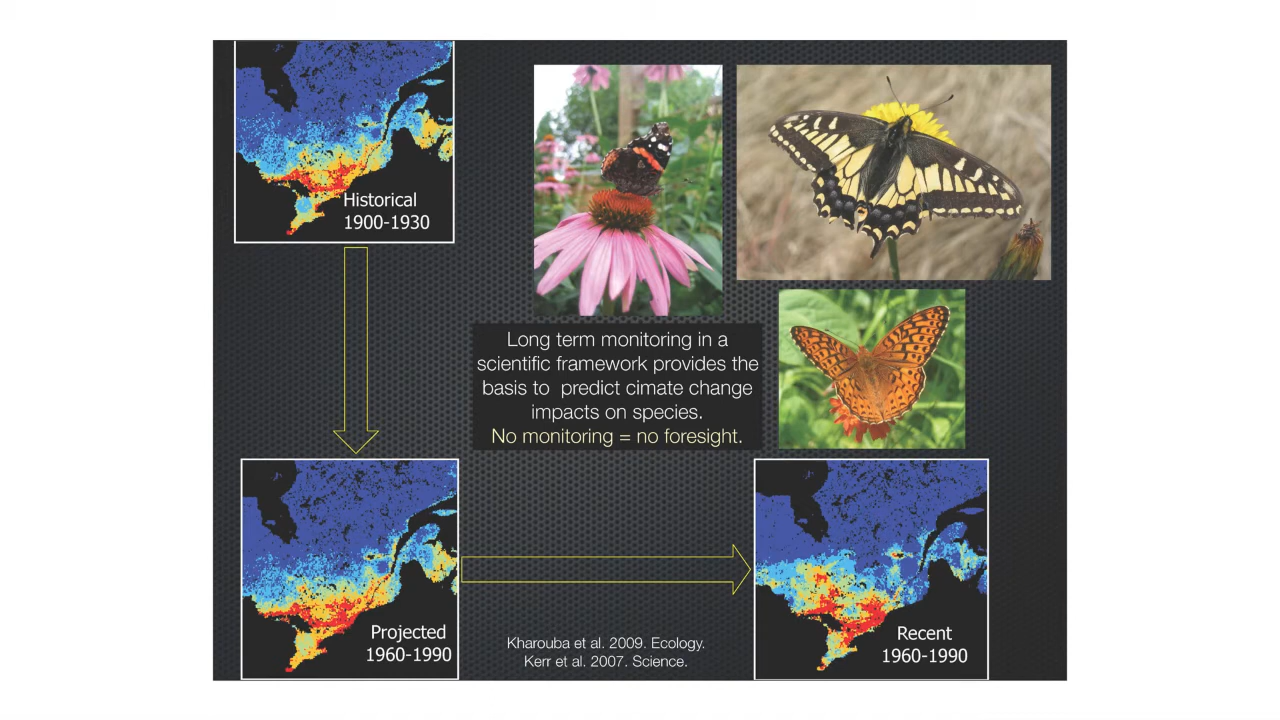 Historical
1900-1930
Long term monitoring in a
scientific framework provides the
basis to  predict cimate change
impacts on species.
No monitoring = no foresight.
Projected
1960-1990
Kharouba et al. 2009. Ecology.
Kerr et al. 2007. Science.
Recent
1960-1990